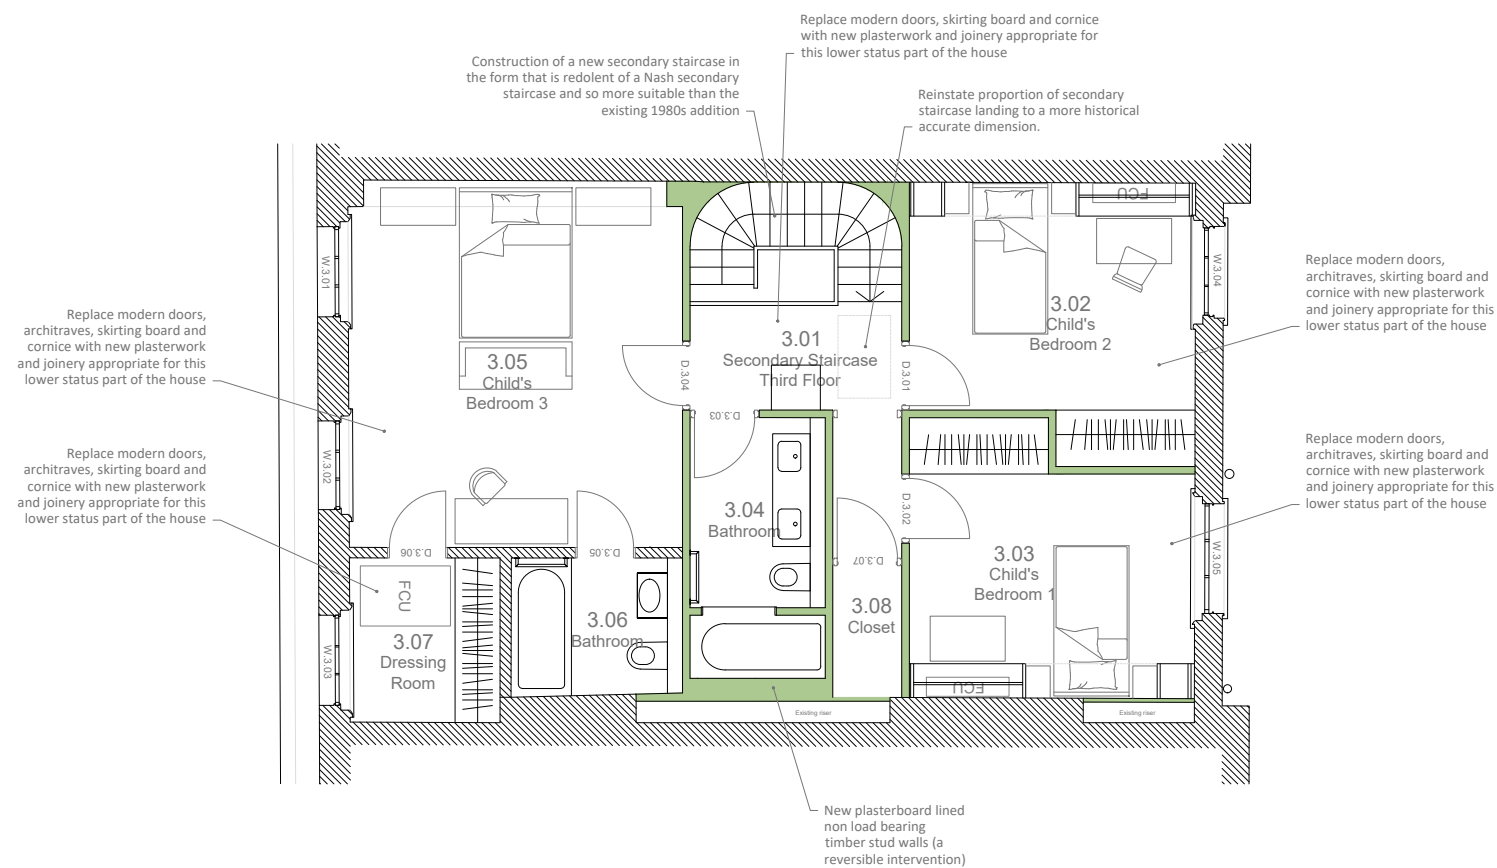 Replace modern doors, skirting board and cornice
with new plasterwork and joinery appropriate for
this lower status part of the house
Construction of a new secondary staircase in
the form that is redolent of a Nash secondary
staircase and so more suitable than the
existing 1980s addition
Reinstate proportion of secondary
staircase landing to a more historical
accurate dimension.
Replace modern doors,
architraves, skirting board and
cornice with new plasterwork
and joinery appropriate for this
lower status part of the house
Replace modern doors,
architraves, skirting board and
cornice with new plasterwork
and joinery appropriate for this
lower status part of the house
Replace modern doors,
architraves, skirting board and
cornice with new plasterwork
and joinery appropriate for this
lower status part of the house
Replace modern doors,
architraves, skirting board and
cornice with new plasterwork
and joinery appropriate for this
lower status part of the house
W.3.01
W.3.02
W.3.03
W.3.04
W.3.05
FCU
3.05
Child's
Bedroom 3
3.01
Secondary Staircase
Third Floor
3.02
Child's
Bedroom 2
D.3.04
D.3.01
D.3.03
D.3.02
D.3.06
D.3.05
D.3.07
3.04
Bathroom
3.03
Child's
Bedroom 1
FCU
3.07
Dressing
Room
3.06
Bathroom
3.08
Closet
FCU
Existing riser
Existing riser
New plasterboard lined
non load bearing
timber stud walls (a
reversible intervention)